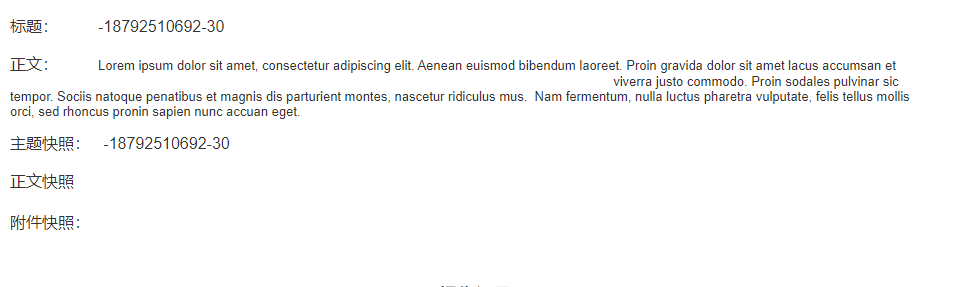 标题： -18792510692-30
正文： Lorem ipsum dolor sit amet, consectetur adipiscing elit. Aenean euismod bibendum laoreet. Proin gravida dolor sit amet lacus accumsan et
viverra justo commodo. Proin sodales pulvinar sic
tempor. Sociis natoque penatibus et magnis dis parturient montes, nascetur ridiculus mus. Nam fermentum, nulla luctus pharetra vulputate, felis tellus mollis
orci, sed rhoncus pronin sapien nunc accuan eget.
主题快照： -18792510692-30
正文快照
附件快照：